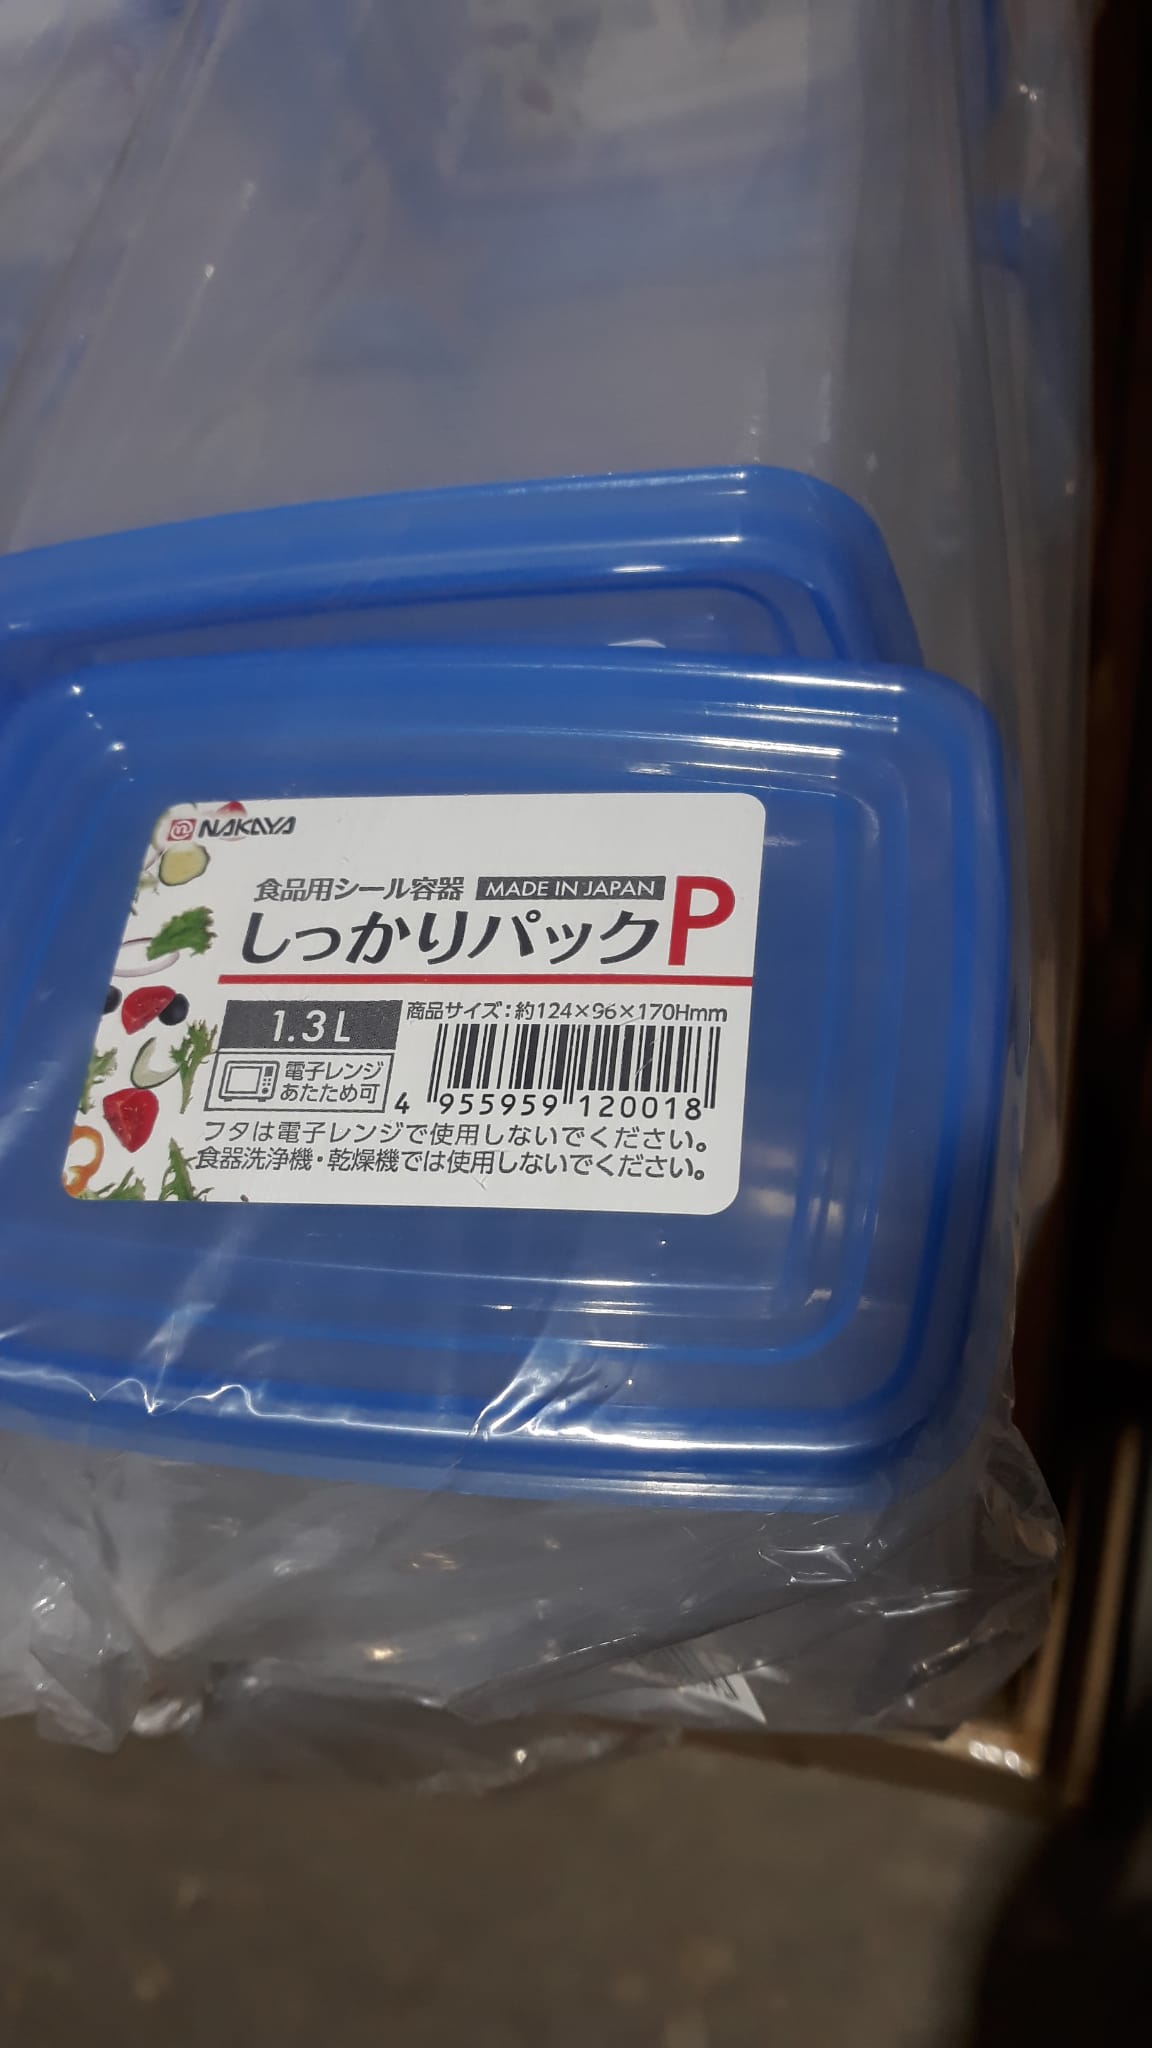 NAKAYA
食品用シール容器 MADE IN JAPAN
しっかりパックP
1.3L 商品サイズ:約124×96×170Hmm
電子レンジ
あたため可
4 955959 120018
フタは電子レンジで使用しないでください。
食器洗浄機・乾燥機では使用しないでください。